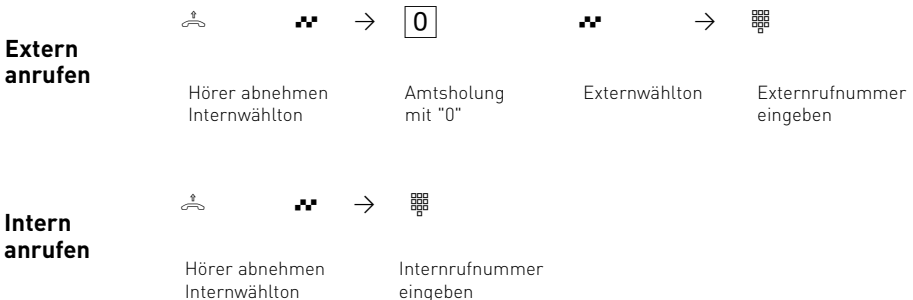 Extern
anrufen
0
Hörer abnehmen
Internwählton
Amtsholung
mit "0"
Externwählton
Externrufnummer
eingeben
Intern
anrufen
Hörer abnehmen
Internwählton
Internrufnummer
eingeben